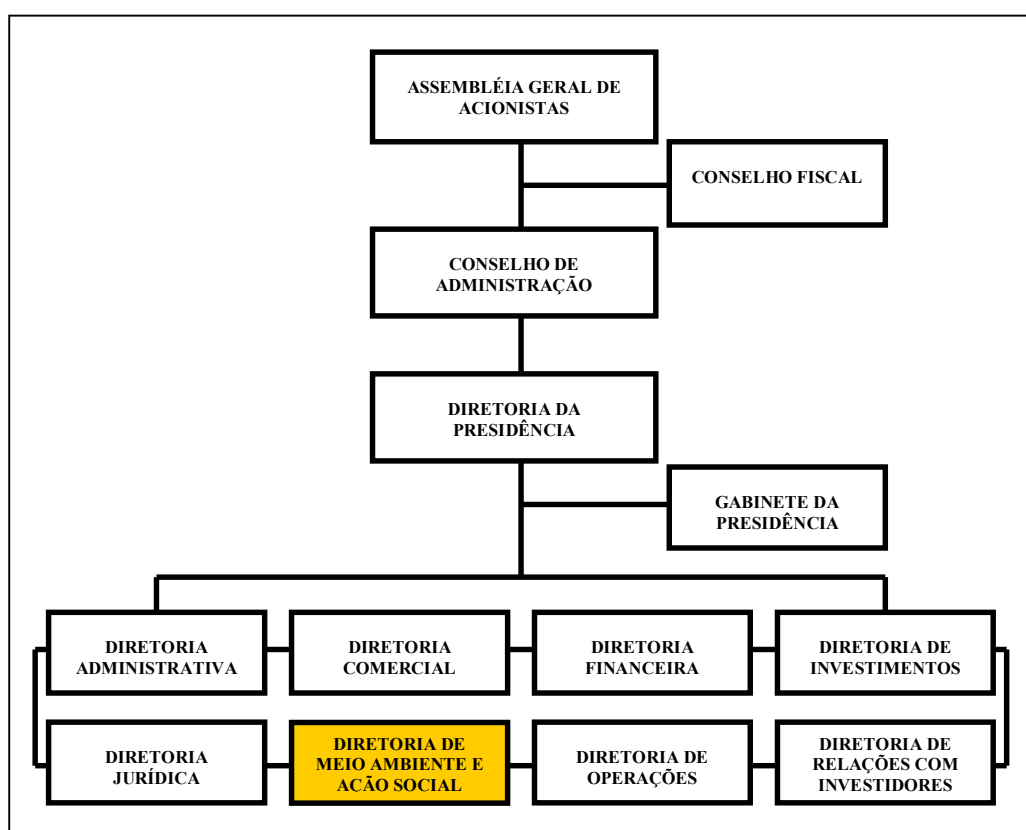 ASSEMBLÉIA GERAL DE
ACIONISTAS
CONSELHO FISCAL
CONSELHO DE
ADMINISTRAÇÃO
DIRETORIA DA
PRESIDÊNCIA
GABINETE DA
PRESIDÊNCIA
DIRETORIA
ADMINISTRATIVA
DIRETORIA
COMERCIAL
DIRETORIA
FINANCEIRA
DIRETORIA DE
INVESTIMENTOS
DIRETORIA
JURÍDICA
DIRETORIA DE
MEIO AMBIENTE E
ACÃO SOCIAL
DIRETORIA DE
OPERAÇÕES
DIRETORIA DE
RELAÇÕES COM
INVESTIDORES